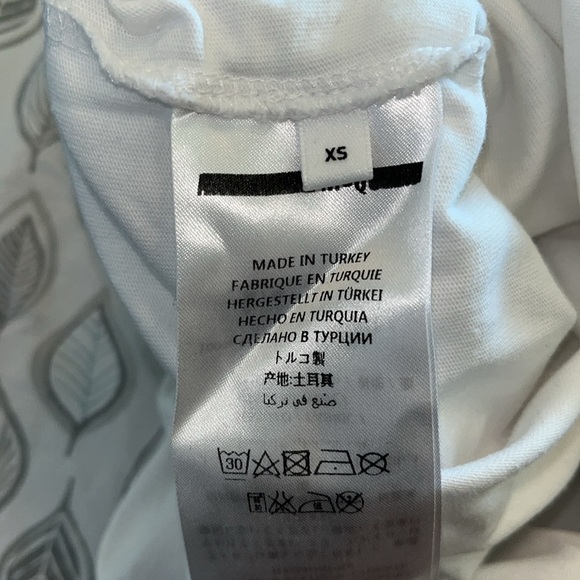 XS
MADE IN TURKEY
FABRIQUE EN TURQUIE
HERGESTELLT IN TÜRKEI
HECHO EN TURQUIA
СДЕЛАНО В ТУРЦИИ
トルコ製
产地:土耳其
صنع في تركيا
30